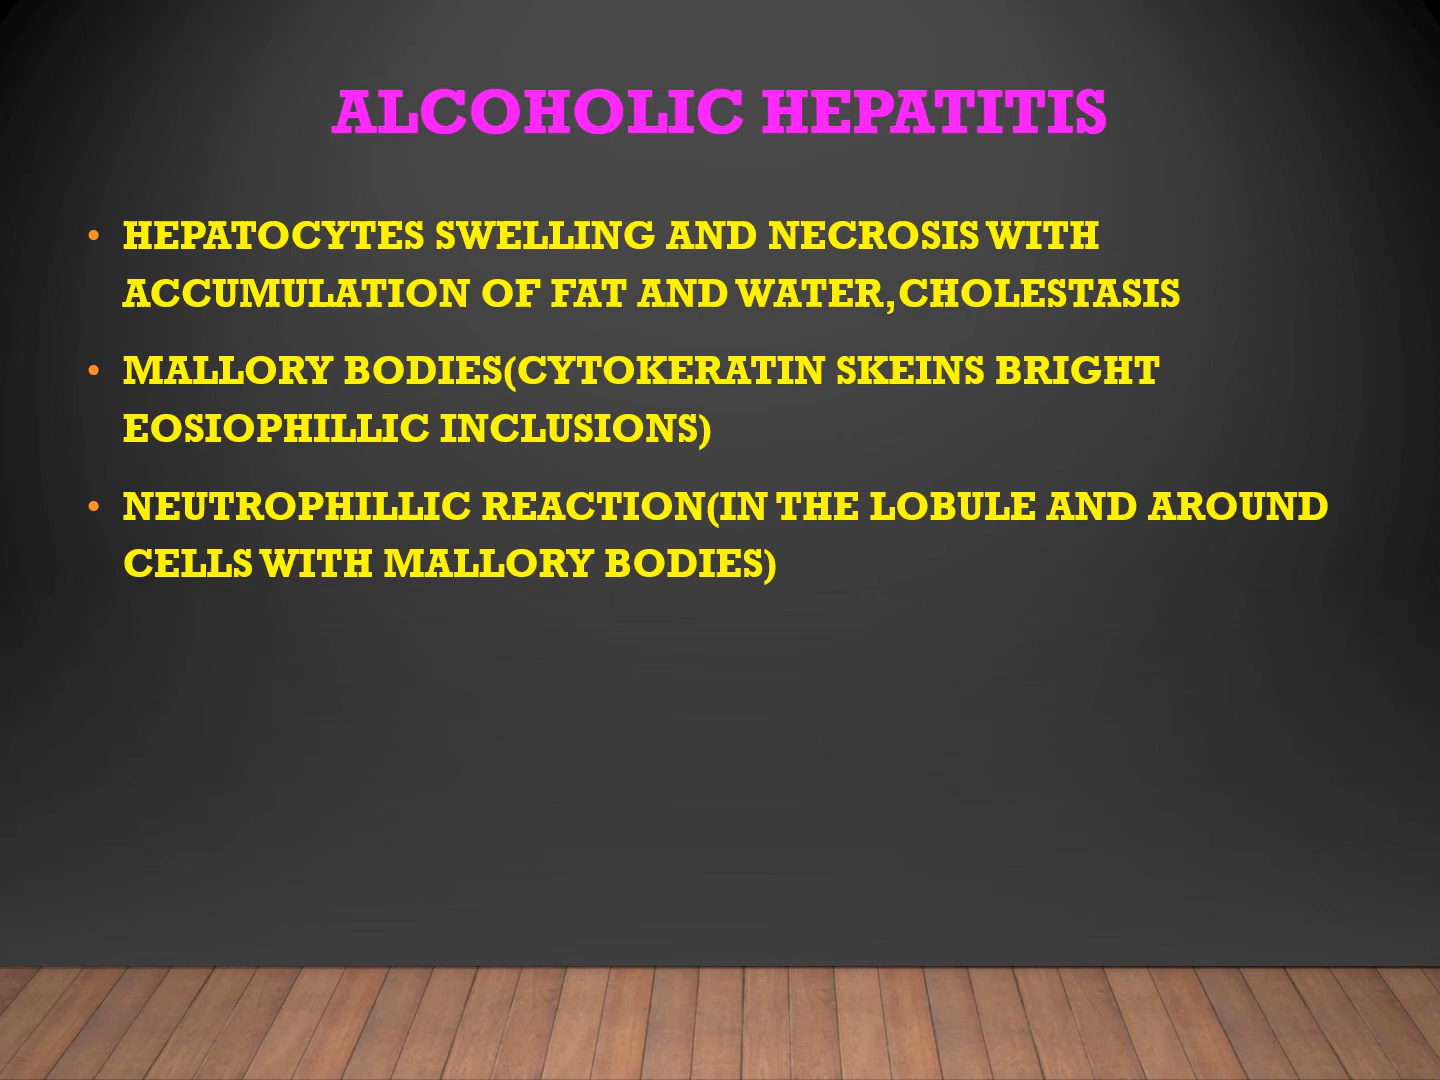 ALCOHOLIC HEPATITIS
• HEPATOCYTES SWELLING AND NECROSIS WITH
ACCUMULATION OF FAT AND WATER,CHOLESTASIS
• MALLORY BODIES(CYTOKERATIN SKEINS BRIGHT
EOSIOPHILLIC INCLUSIONS)
• NEUTROPHILLIC REACTION(IN THE LOBULE AND AROUND
CELLS WITH MALLORY BODIES)